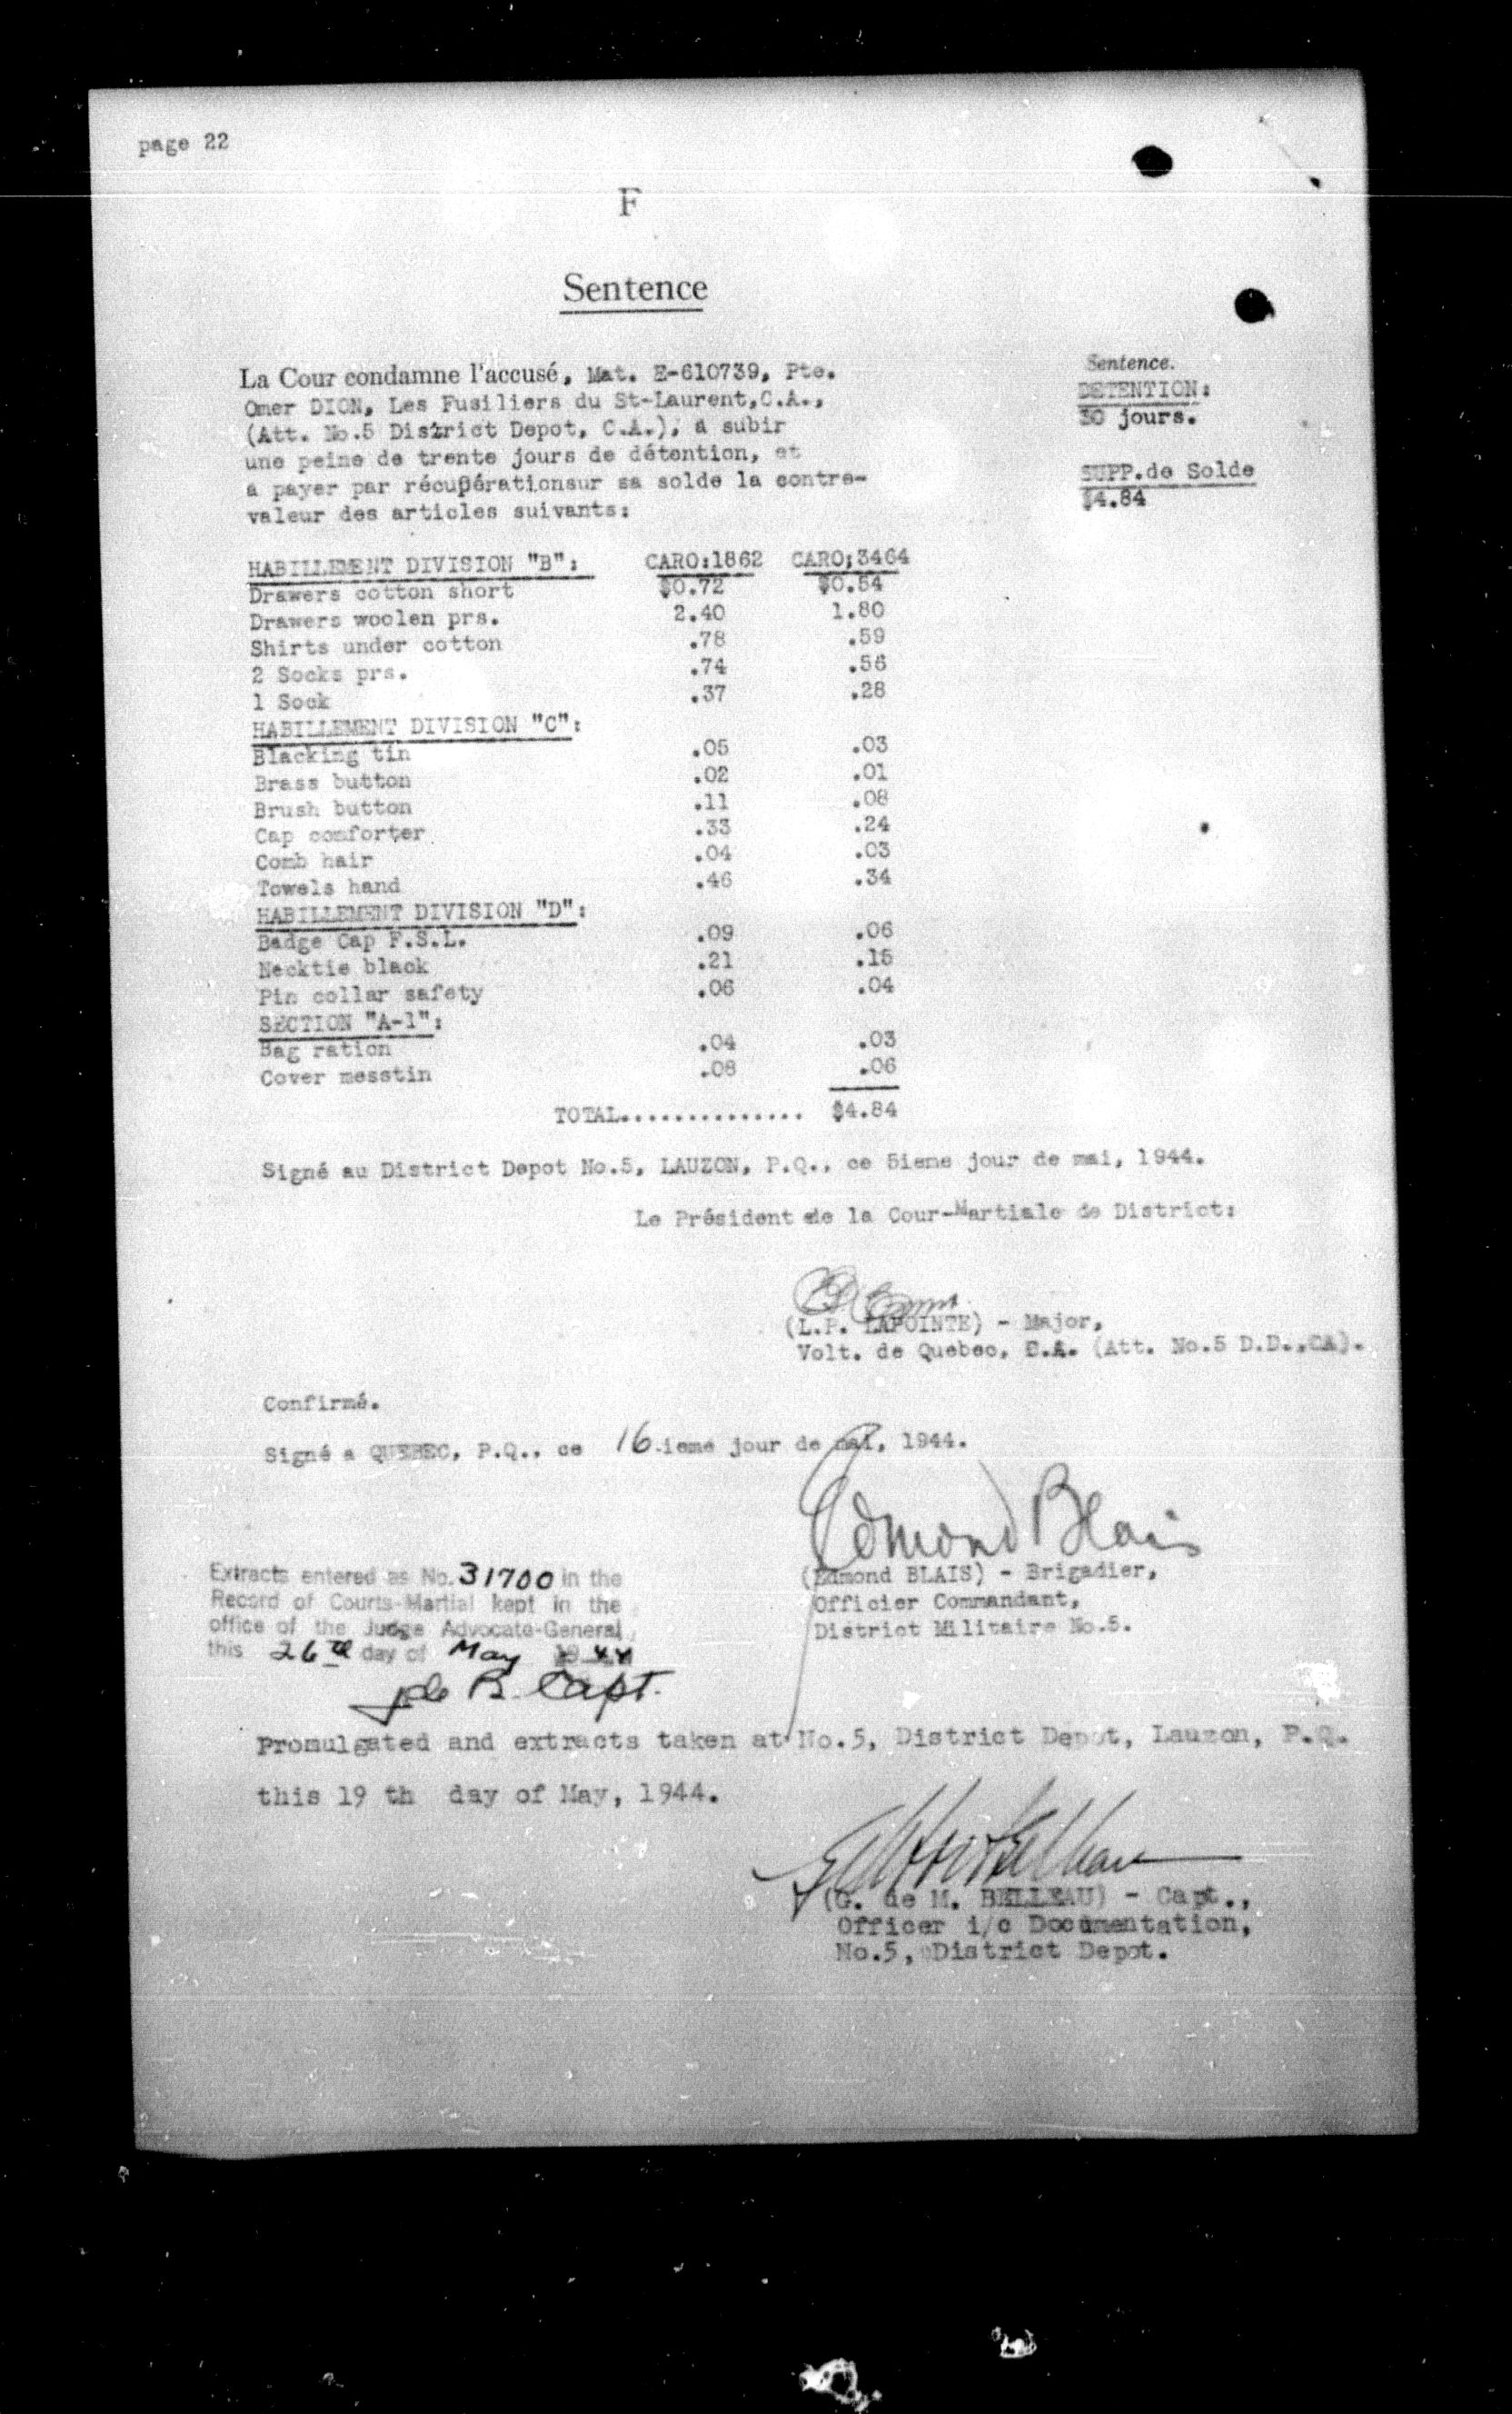 page 22
F
Sentence
La Cour condamne l'accusé, Mat. E-610739, Pte.
Omer DION, Les Fusiliers du St-Laurent,C.A.,
(Att. No.5 District Depot, C.A.), a subir
une peine de trente jours de détention, et
a payer par récupérationsur sa solde la contre-
valeur des articles suivants:
Sentence.
DETENTION:
30 jours.
SUPP.de Solde
$4.84
HABILLEMENT DIVISION "B": CARO:1862 CARO;3464
Drawers cotton short $0.72 $0.54
Drawers woolen prs. 2.40 1.80
Shirts under cotton .78 .59
2 Socks prs. .74 .56
1 Sock .37 .28
HABILLEMENT DIVISION "C":
Blacking tin .05 .03
Brass button .02 .01
Brush button .11 .08
Cap comforter .33 .24
Comb hair .04 .03
Towels hand .46 .34
HABILLEMENT DIVISION "D":
Badge Cap F.S.L. .09 .06
Necktie black .21 .15
Pin collar safety .06 .04
SECTION "A-1":
Bag ration .04 .03
Cover messtin .08 .06
TOTAL.............. $4.84
Signé au District Depot No.5, LAUZON, P.Q., ce 5ieme jour de mai, 1944.
Le Président de la Cour-Martiale de District:
(L.P. LAPOINTE) - Major,
Volt. de Quebec, C.A. (Att. No.5 D.D.,CA).
Confirmé.
Signé a QUEBEC, P.Q., ce 16 ieme jour de mai, 1944.
Edmond Blais
(Edmond BLAIS) - Brigadier,
Officier Commandant,
District Militaire No.5.
Extracts entered as No. 31700 in the
Record of Courts-Martial kept in the
office of the Judge Advocate-General
this 26th day of May 1944
Capt.
Promulgated and extracts taken at No.5, District Depot, Lauzon, P.Q.
this 19 th day of May, 1944.
(G. de M. BELLEAU) - Capt.,
Officer i/c Documentation,
No.5, District Depot.